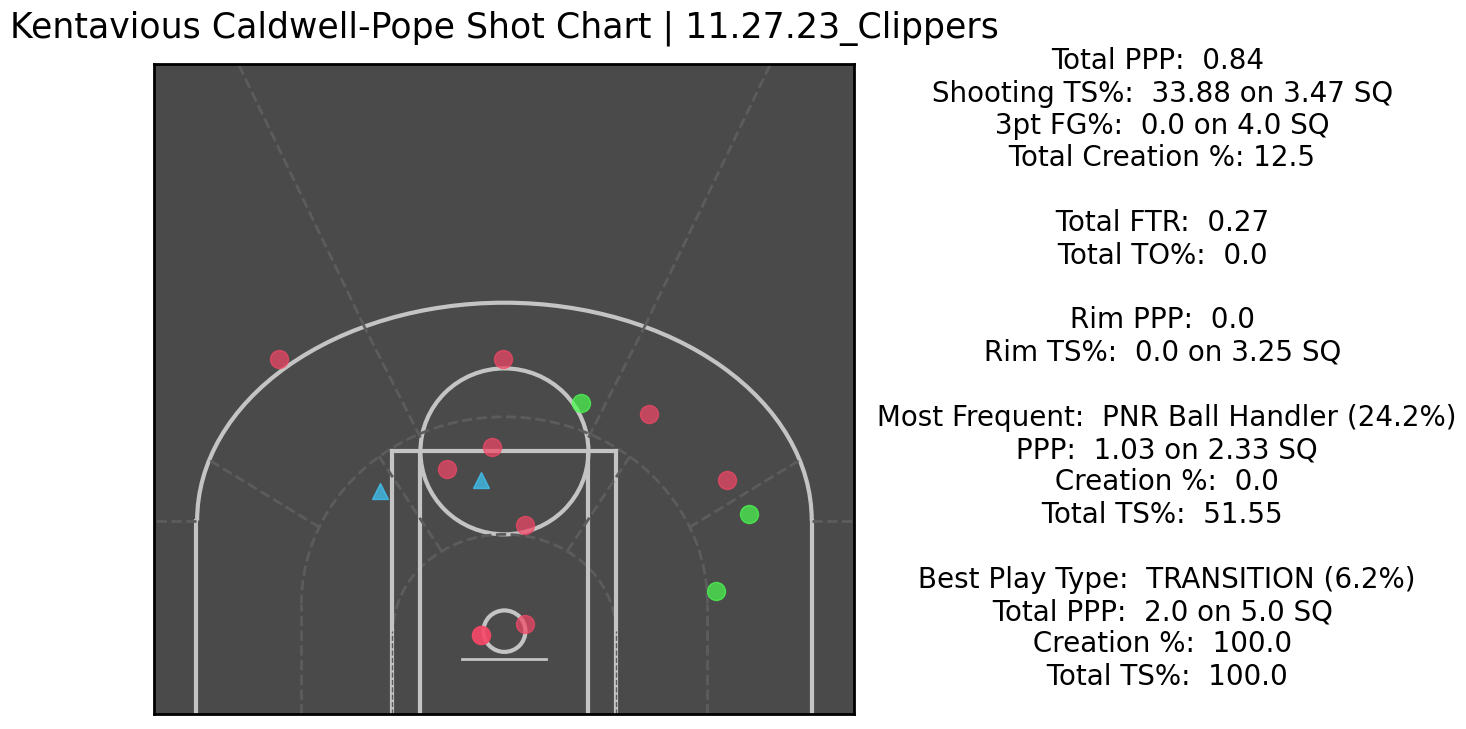 Kentavious Caldwell-Pope Shot Chart | 11.27.23_Clippers
Total PPP:  0.84
Shooting TS%:  33.88 on 3.47 SQ
3pt FG%:  0.0 on 4.0 SQ
Total Creation %: 12.5
Total FTR:  0.27
Total TO%:  0.0
Rim PPP:  0.0
Rim TS%:  0.0 on 3.25 SQ
Most Frequent:  PNR Ball Handler (24.2%)
PPP:  1.03 on 2.33 SQ
Creation %:  0.0
Total TS%:  51.55
Best Play Type:  TRANSITION (6.2%)
Total PPP:  2.0 on 5.0 SQ
Creation %:  100.0
Total TS%:  100.0